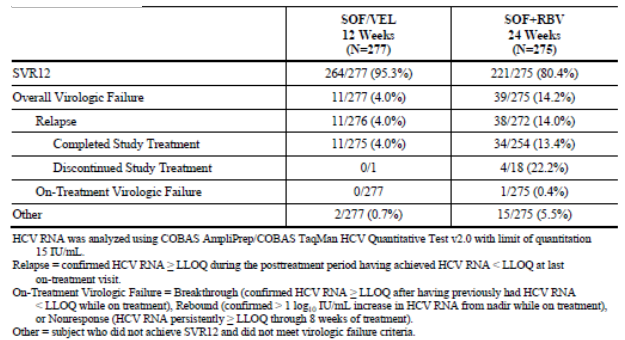 SOF/VEL SOF+RBV
12 Weeks 24 Weeks
(N=277) (N=275)
SVR12 264/277 (95.3%) 221/275 (80.4%)
Overall Virologic Failure 11/277 (4.0%) 39/275 (14.2%)
Relapse 11/276 (4.0%) 38/272 (14.0%)
Completed Study Treatment 11/275 (4.0%) 34/254 (13.4%)
Discontinued Study Treatment 0/1 4/18 (22.2%)
On-Treatment Virologic Failure 0/277 1/275 (0.4%)
Other 2/277 (0.7%) 15/275 (5.5%)
HCV RNA was analyzed using COBAS AmpliPrep/COBAS TaqMan HCV Quantitative Test v2.0 with limit of quantitation
15 IU/mL.
Relapse = confirmed HCV RNA ≥ LLOQ during the posttreatment period having achieved HCV RNA < LLOQ at last
on-treatment visit.
On-Treatment Virologic Failure = Breakthrough (confirmed HCV RNA ≥ LLOQ after having previously had HCV RNA
< LLOQ while on treatment), Rebound (confirmed > 1 log₁₀ IU/mL increase in HCV RNA from nadir while on treatment),
or Nonresponse (HCV RNA persistently ≥ LLOQ through 8 weeks of treatment).
Other = subject who did not achieve SVR12 and did not meet virologic failure criteria.